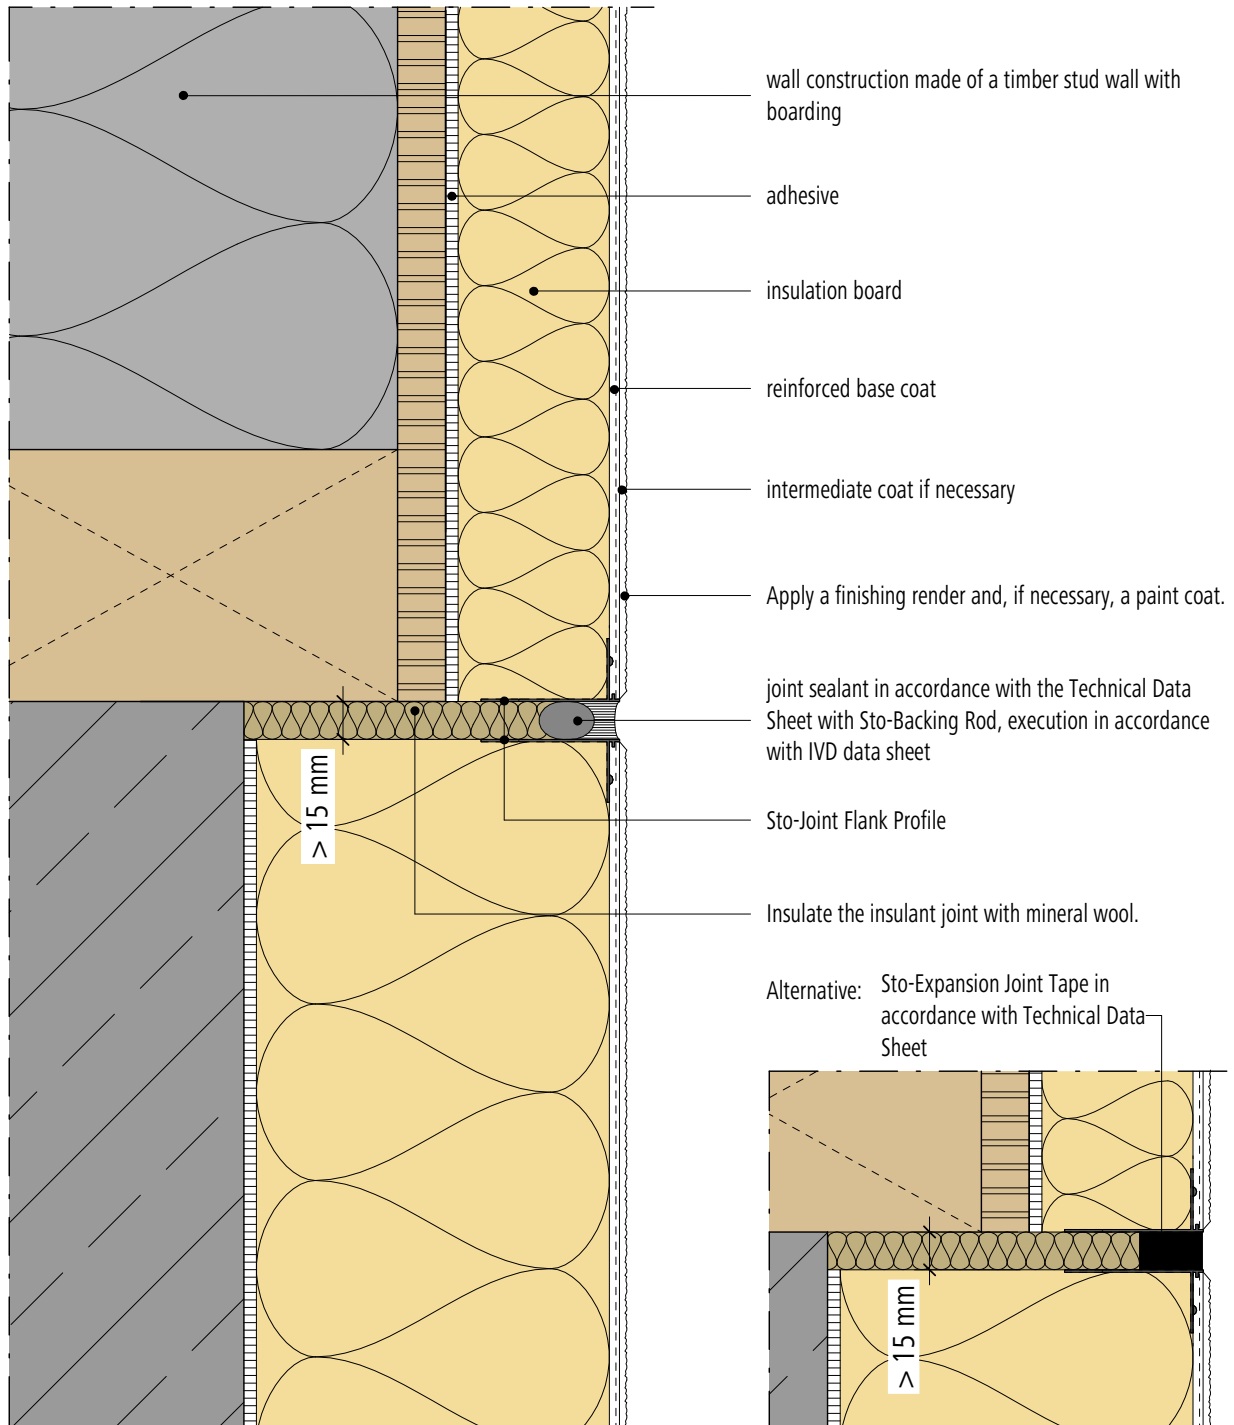 wall construction made of a timber stud wall with
boarding
adhesive
insulation board
reinforced base coat
intermediate coat if necessary
Apply a finishing render and, if necessary, a paint coat.
joint sealant in accordance with the Technical Data
Sheet with Sto-Backing Rod, execution in accordance
with IVD data sheet
> 15 mm
Sto-Joint Flank Profile
Insulate the insulant joint with mineral wool.
Alternative: Sto-Expansion Joint Tape in
accordance with Technical Data
Sheet
> 15 mm